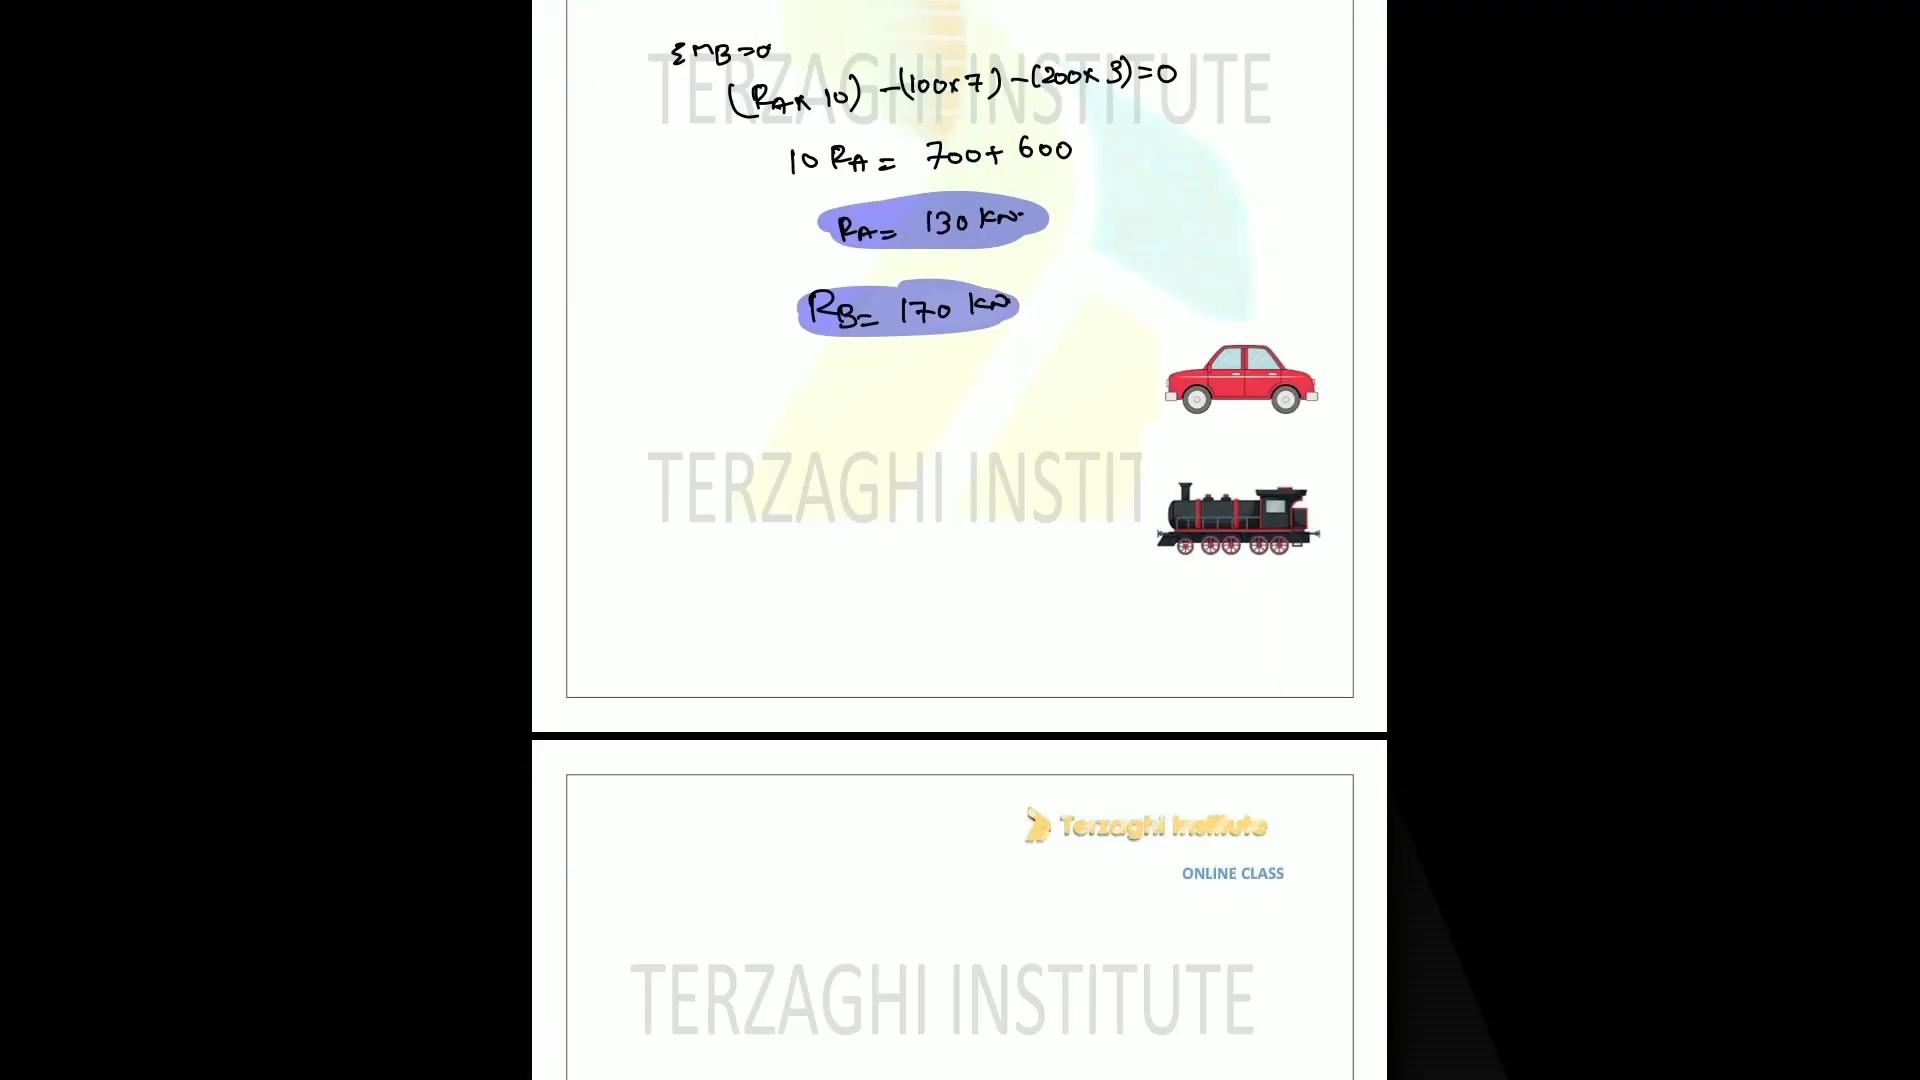 TERZAGHI INSTITUTE
ΣMB=0
(RA× 10) -(100×7) -(200× 3)=0
10 RA= 700+ 600
RA= 130 KN.
RB= 170 KN
TERZAGHI INSTIT
Terzaghi Institute
ONLINE CLASS
TERZAGHI INSTITUTE